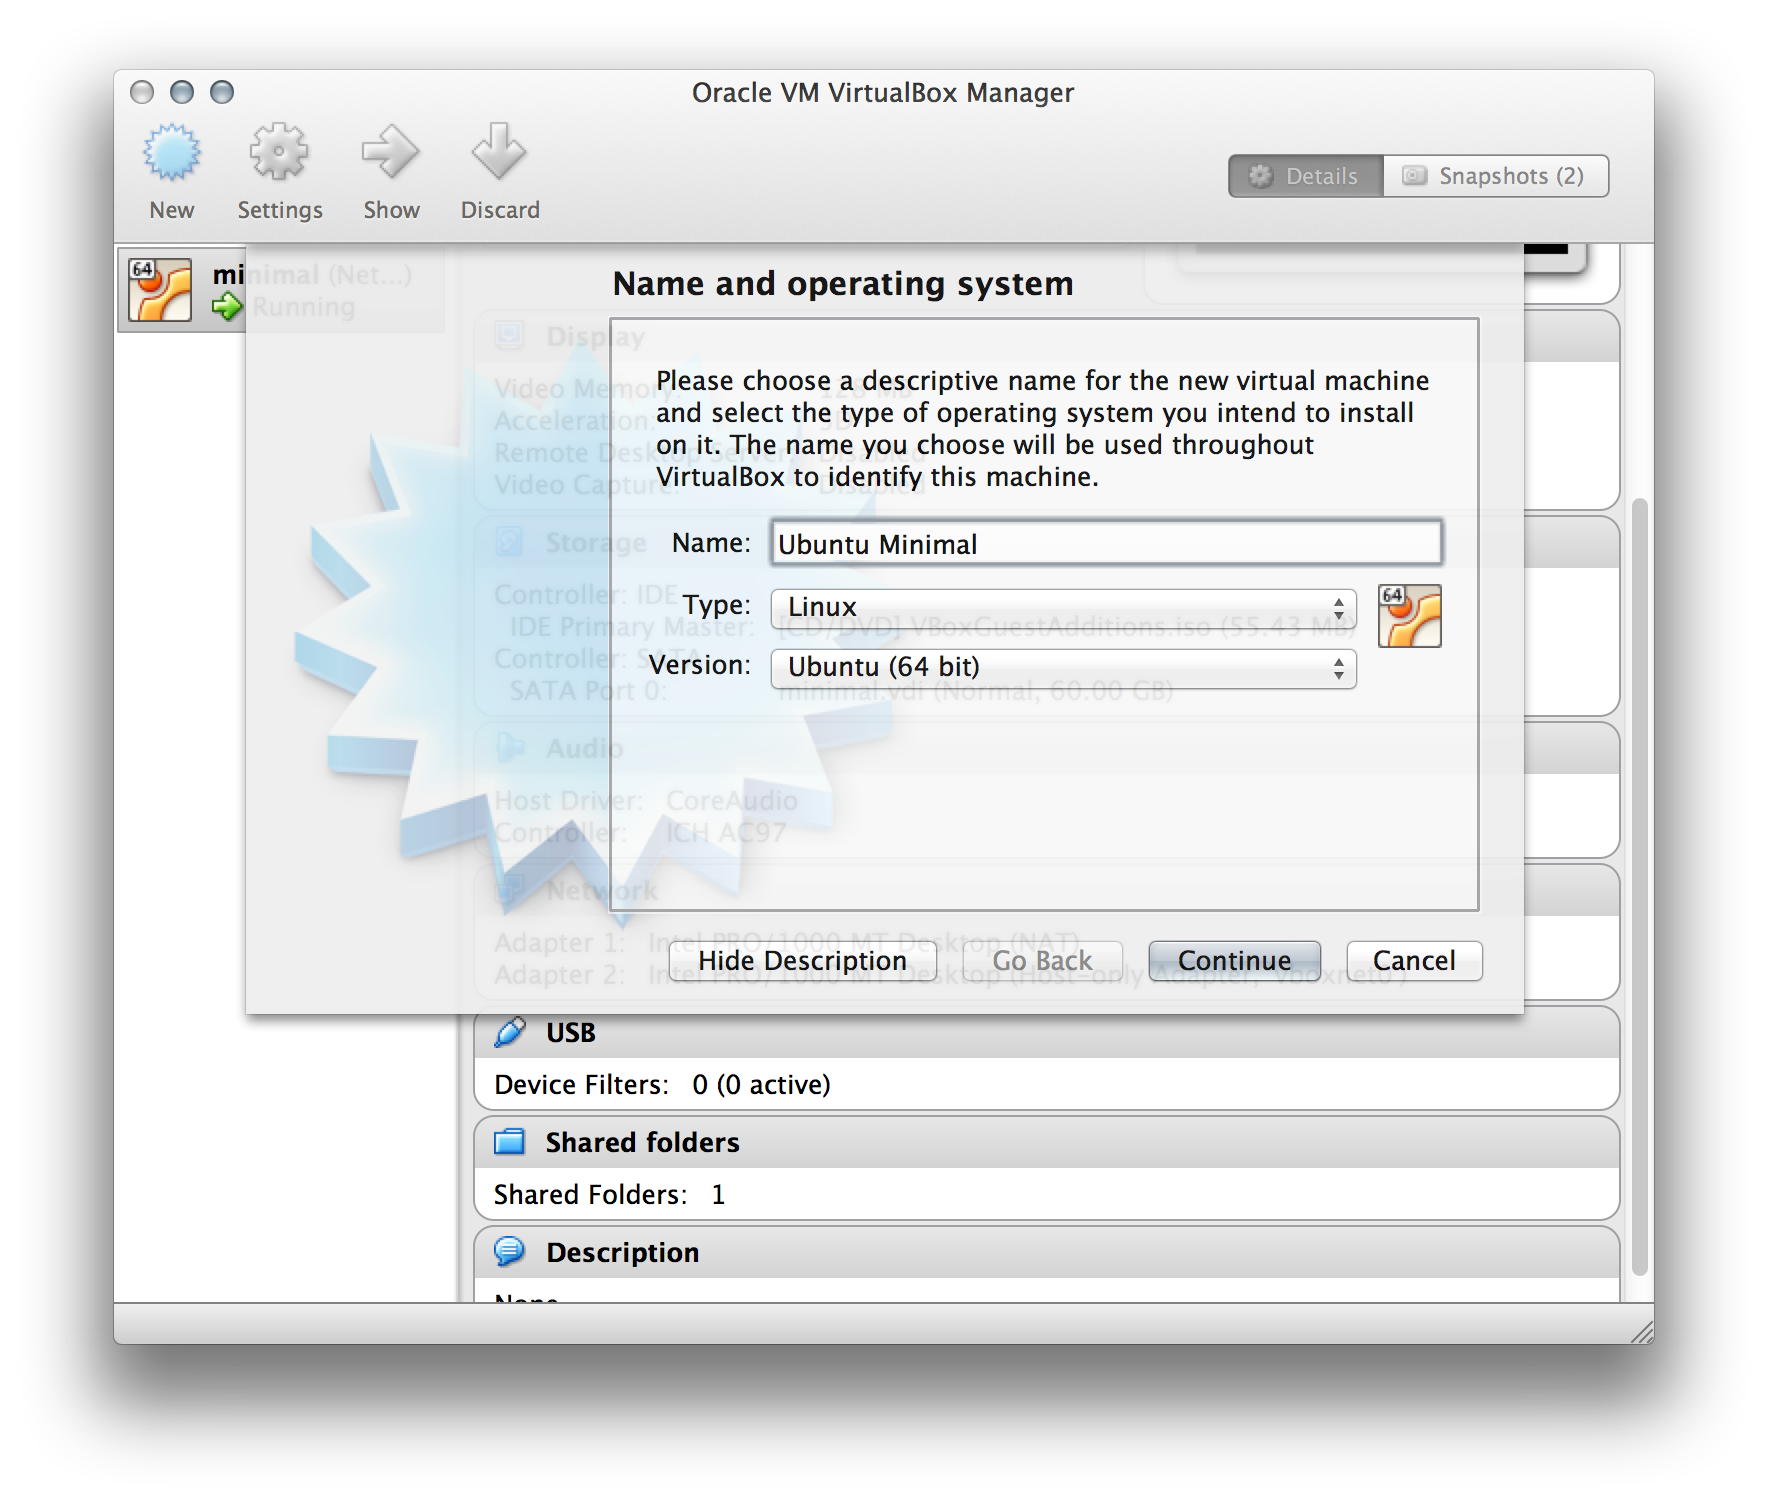 Oracle VM VirtualBox Manager
New
Settings
Show
Discard
Details
Snapshots (2)
64
minimal (Net...)
Running
Name and operating system
Display
Video Memory: 128 MB
Acceleration: 3D
Remote Desktop Server: Disabled
Video Capture: Disabled
Please choose a descriptive name for the new virtual machine
and select the type of operating system you intend to install
on it. The name you choose will be used throughout
VirtualBox to identify this machine.
Storage
Name: Ubuntu Minimal
Controller: IDE
Type: Linux
64
IDE Primary Master: [CD/DVD] VBoxGuestAdditions.iso (55.43 MB)
Controller: SATA
Version: Ubuntu (64 bit)
SATA Port 0: minimal.vdi (Normal, 60.00 GB)
Audio
Host Driver: CoreAudio
Controller: ICH AC97
Network
Adapter 1: Intel PRO/1000 MT Desktop (NAT)
Adapter 2: Intel PRO/1000 MT Desktop (Host-only Adapter, 'vboxnet0')
Hide Description
Go Back
Continue
Cancel
USB
Device Filters: 0 (0 active)
Shared folders
Shared Folders: 1
Description
None